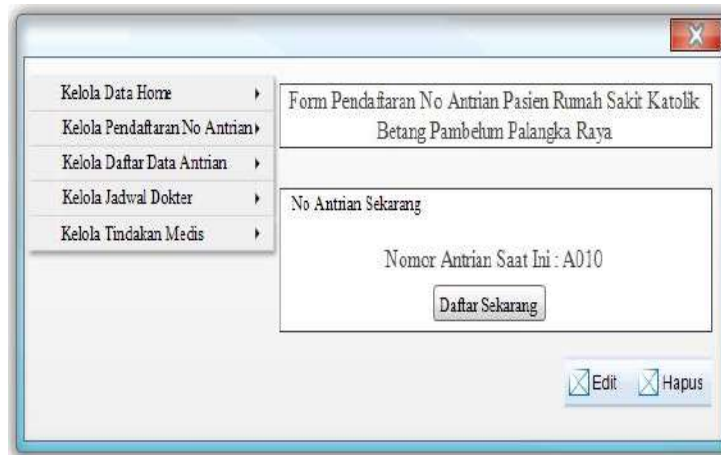 Kelola Data Home
Kelola Pendaftaran No Antrian
Kelola Daftar Data Antrian
Kelola Jadwal Dokter
Kelola Tindakan Medis
Form Pendaftaran No Antrian Pasien Rumah Sakit Katolik
Betang Pambelum Palangka Raya
No Antrian Sekarang
Nomor Antrian Saat Ini : A010
Daftar Sekarang
Edit Hapus